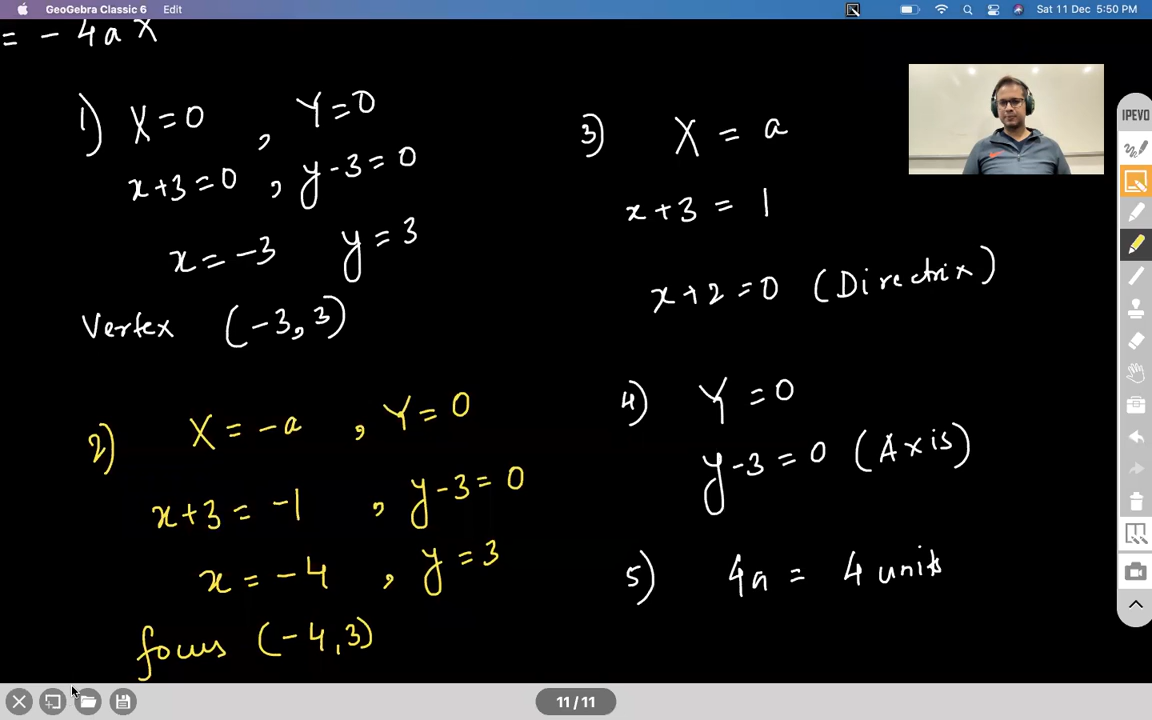 GeoGebra Classic 6 Edit Sat 11 Dec 5:50 PM
= - 4aX
1) X = 0 , Y = 0
x + 3 = 0 , y - 3 = 0
x = -3 y = 3
Vertex (-3, 3)
2) X = -a , Y = 0
x + 3 = -1 , y - 3 = 0
x = -4 , y = 3
focus (-4, 3)
3) X = a
x + 3 = 1
x + 2 = 0 (Directrix)
4) Y = 0
y - 3 = 0 (Axis)
5) 4a = 4 units
IPEVO
11 / 11